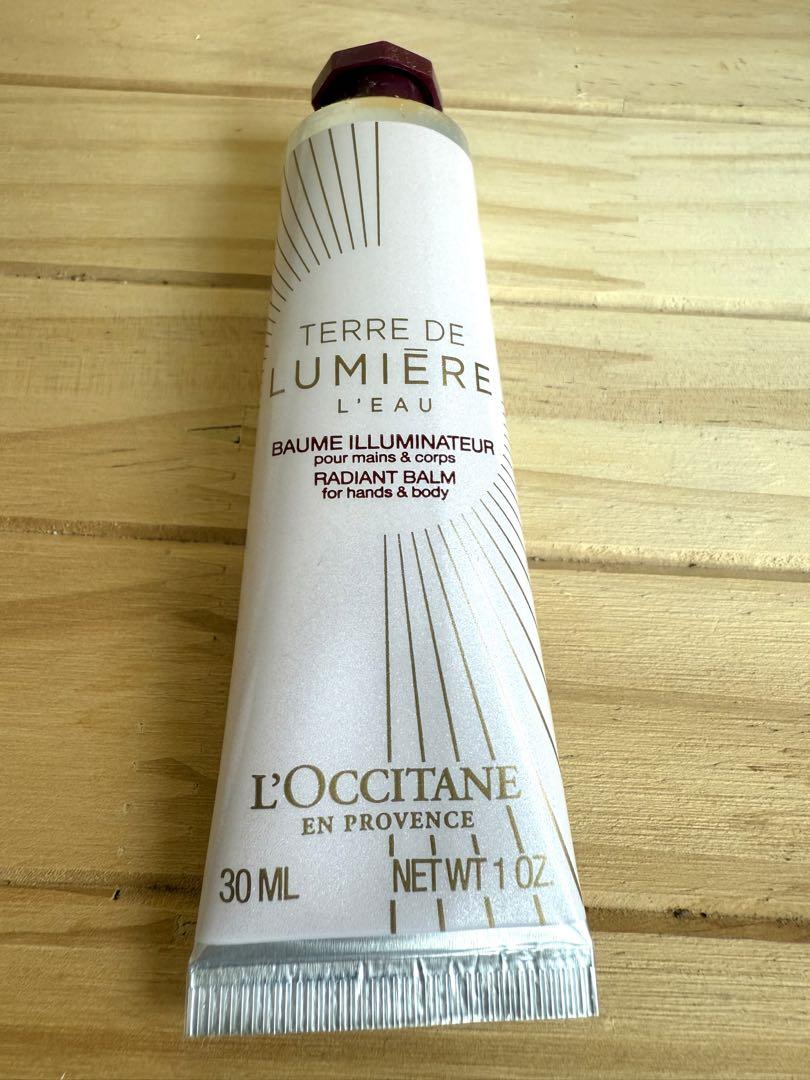 TERRE DE
LUMIĒRE
L'EAU
BAUME ILLUMINATEUR
pour mains & corps
RADIANT BALM
for hands & body
L'OCCITANE
EN PROVENCE
30 ML NET WT 1 OZ.